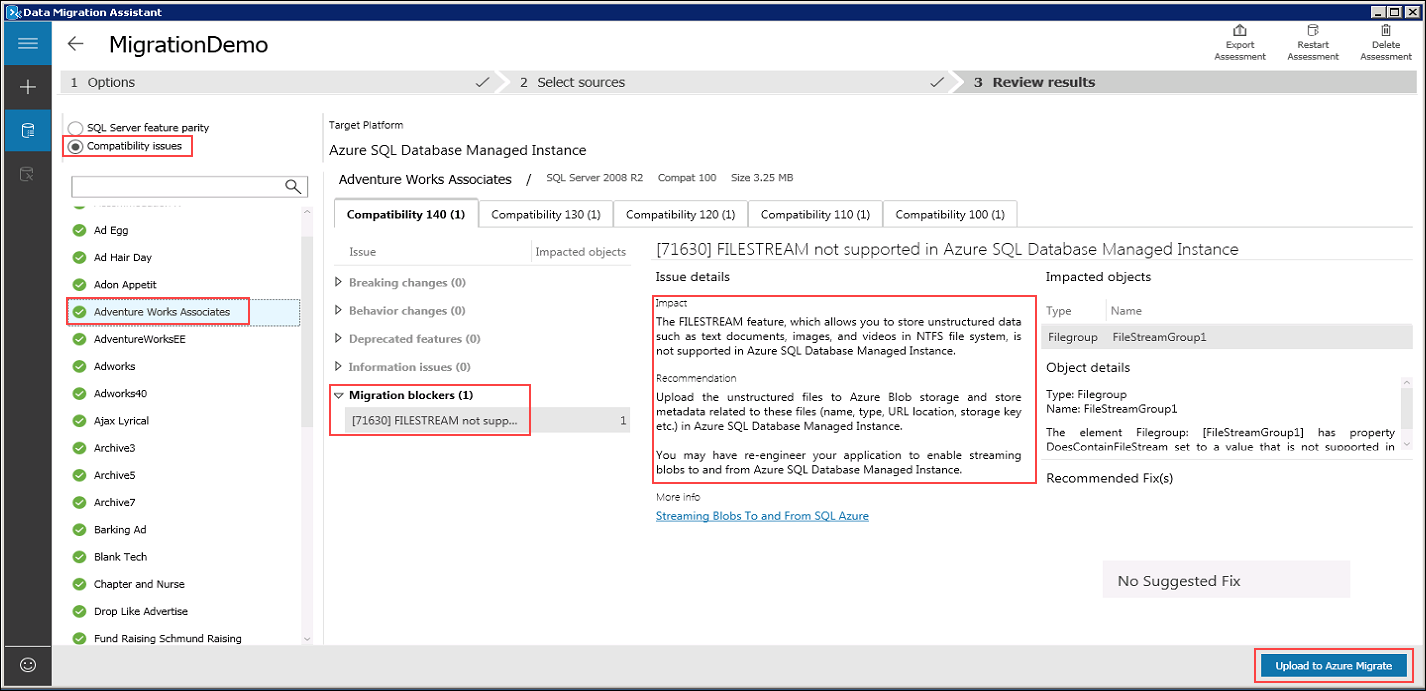 Data Migration Assistant
MigrationDemo
Export
Assessment
Restart
Assessment
Delete
Assessment
1 Options
2 Select sources
3 Review results
SQL Server feature parity
Compatibility issues
Ad Egg
Ad Hair Day
Adon Appetit
Adventure Works Associates
AdventureWorksEE
Adworks
Adworks40
Ajax Lyrical
Archive3
Archive5
Archive7
Barking Ad
Blank Tech
Chapter and Nurse
Drop Like Advertise
Fund Raising Schmund Raising
Target Platform
Azure SQL Database Managed Instance
Adventure Works Associates / SQL Server 2008 R2 Compat 100 Size 3.25 MB
Compatibility 140 (1) Compatibility 130 (1) Compatibility 120 (1) Compatibility 110 (1) Compatibility 100 (1)
Issue Impacted objects
Breaking changes (0)
Behavior changes (0)
Deprecated features (0)
Information issues (0)
Migration blockers (1)
[71630] FILESTREAM not supp... 1
[71630] FILESTREAM not supported in Azure SQL Database Managed Instance
Issue details
Impact
The FILESTREAM feature, which allows you to store unstructured data
such as text documents, images, and videos in NTFS file system, is
not supported in Azure SQL Database Managed Instance.
Recommendation
Upload the unstructured files to Azure Blob storage and store
metadata related to these files (name, type, URL location, storage key
etc.) in Azure SQL Database Managed Instance.
You may have re-engineer your application to enable streaming
blobs to and from Azure SQL Database Managed Instance.
More info
Streaming Blobs To and From SQL Azure
Impacted objects
Type Name
Filegroup FileStreamGroup1
Object details
Type: Filegroup
Name: FileStreamGroup1
The element Filegroup: [FileStreamGroup1] has property
DoesContainFileStream set to a value that is not supported in
Recommended Fix(s)
No Suggested Fix
Upload to Azure Migrate